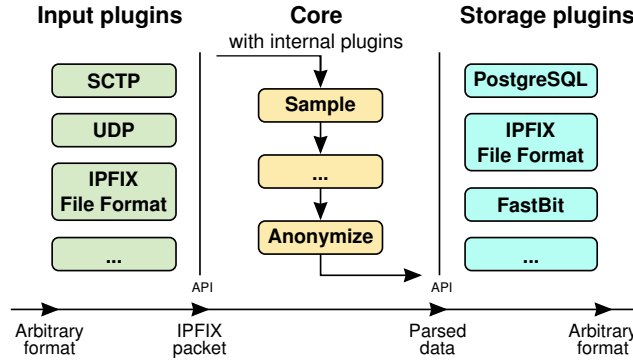 Input plugins
SCTP
UDP
IPFIX
File Format
...
API
Core
with internal plugins
Sample
...
Anonymize
Storage plugins
PostgreSQL
IPFIX
File Format
FastBit
...
API
Arbitrary
format
IPFIX
packet
Parsed
data
Arbitrary
format